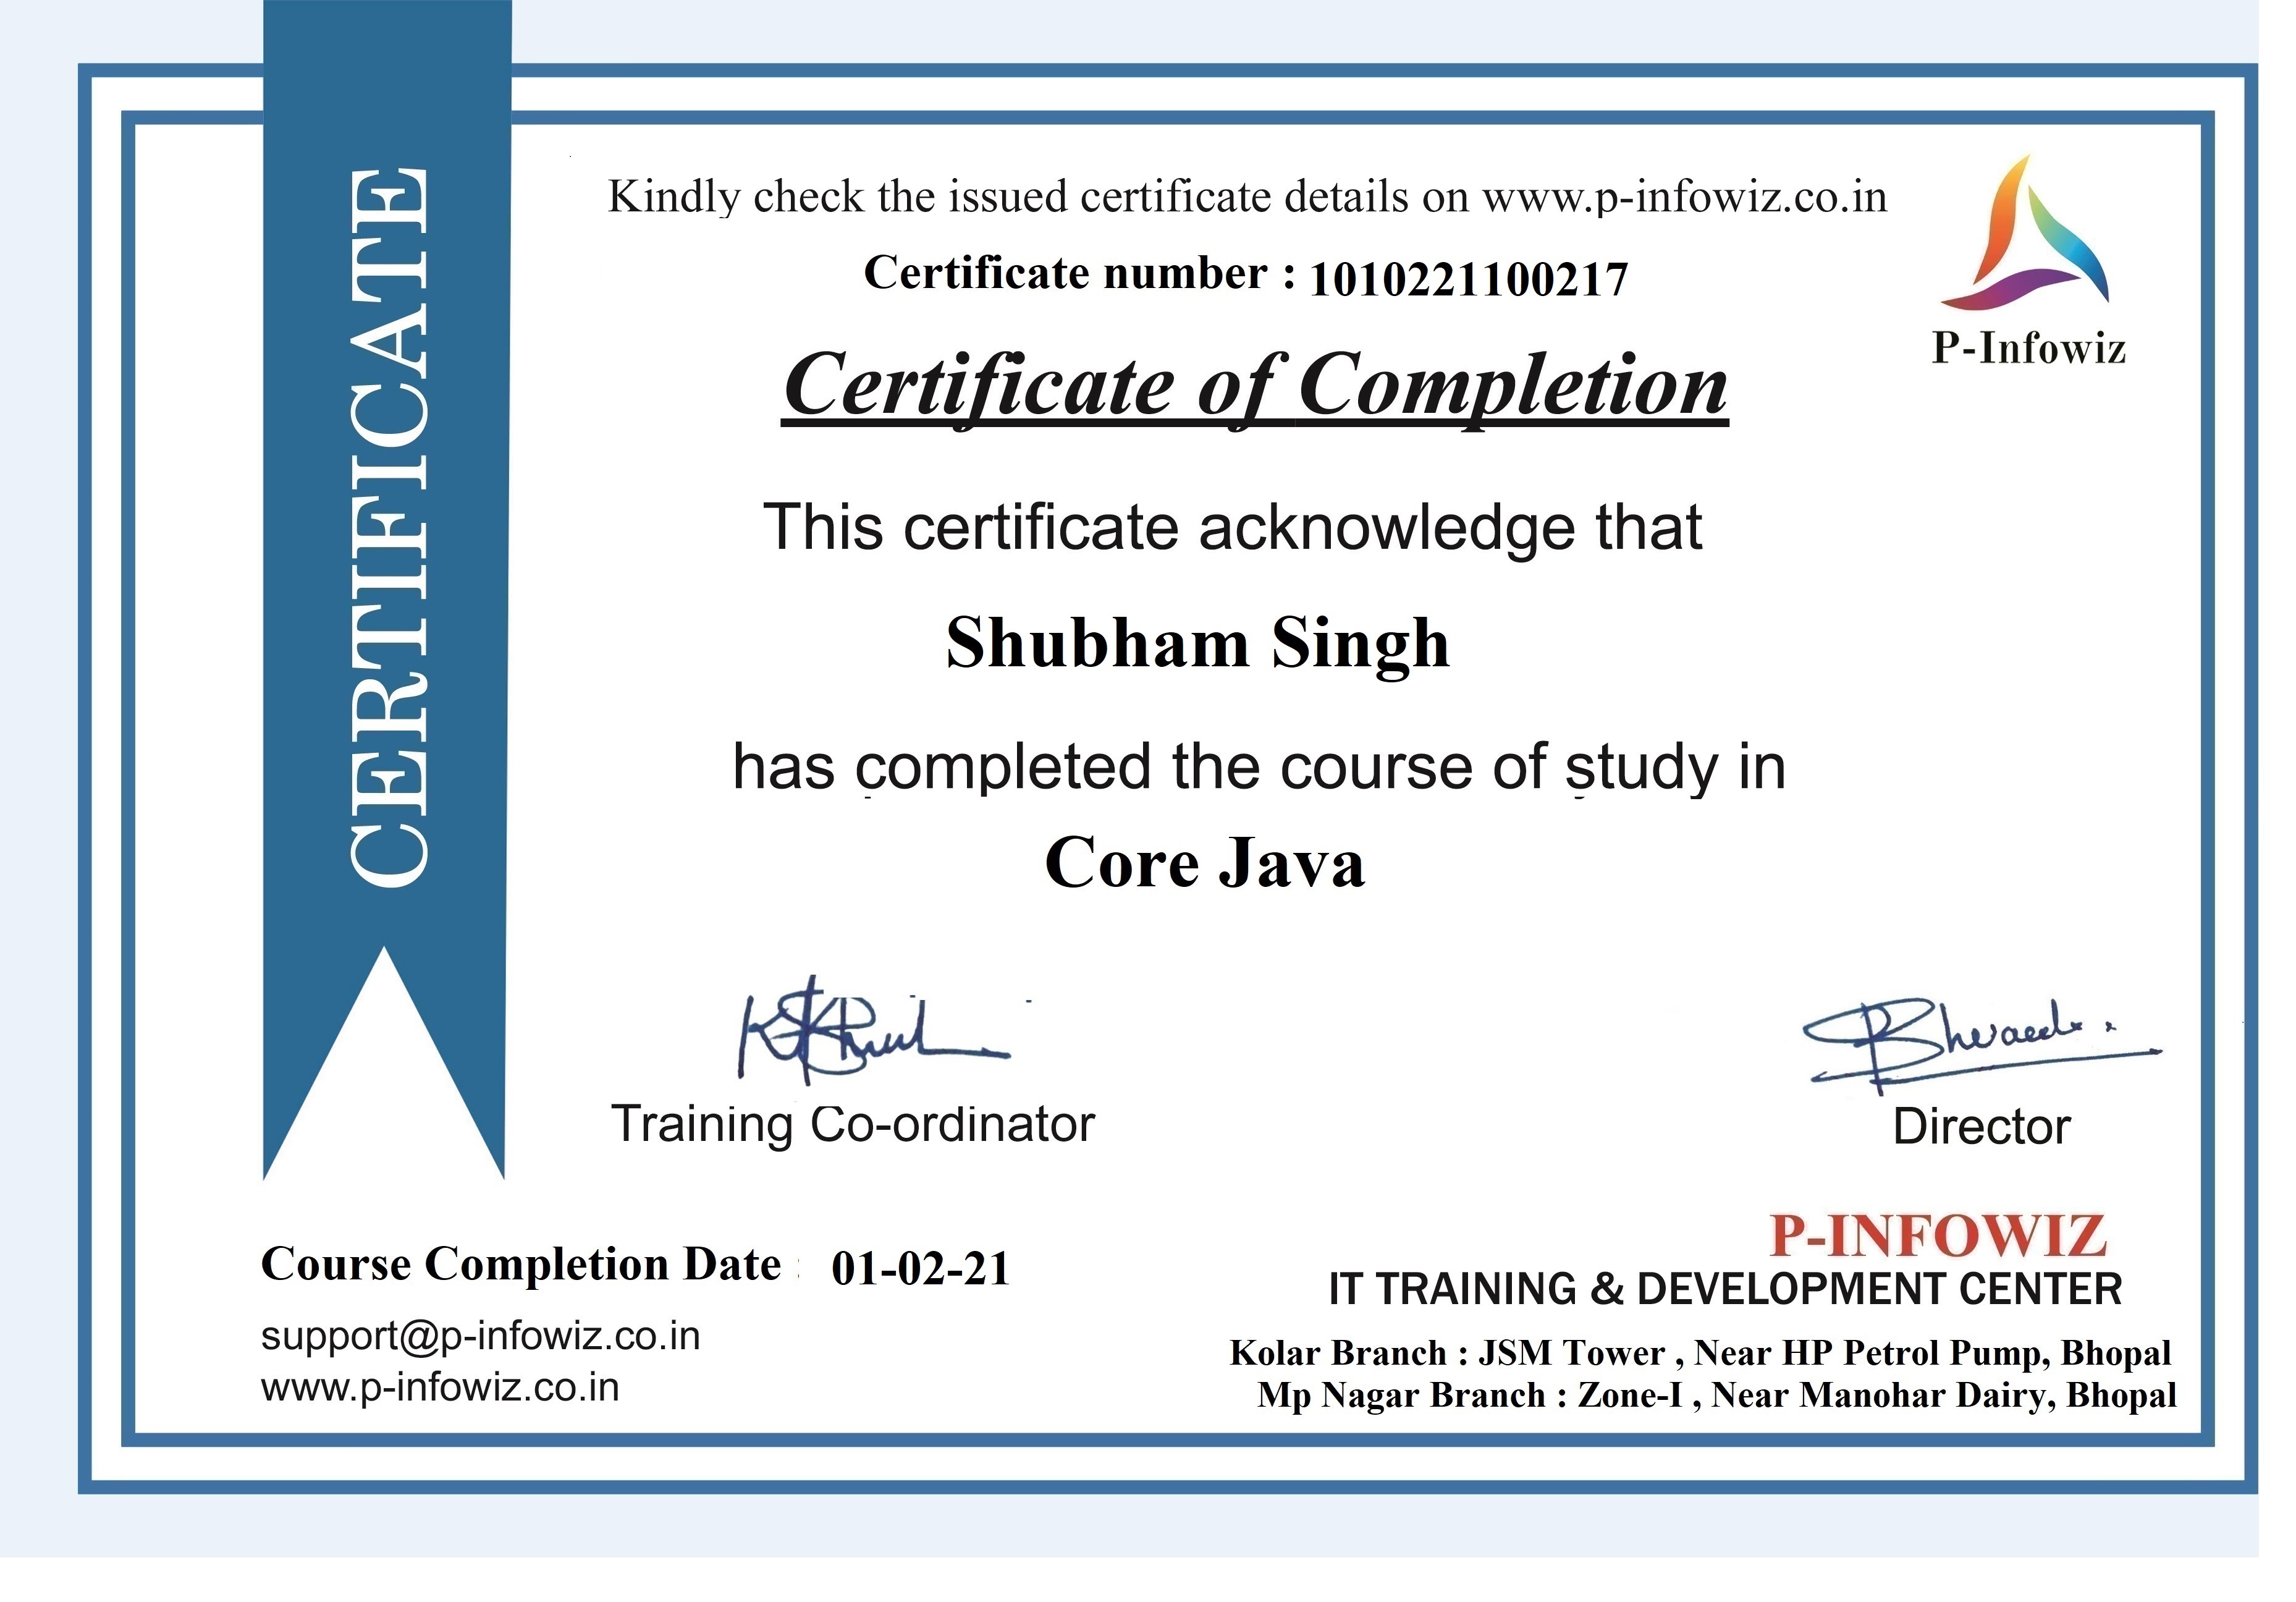 CERTIFICATE
Kindly check the issued certificate details on www.p-infowiz.co.in
Certificate number : 1010221100217
P-Infowiz
Certificate of Completion
This certificate acknowledge that
Shubham Singh
has completed the course of study in
Core Java
Training Co-ordinator
Director
Course Completion Date : 01-02-21
support@p-infowiz.co.in
www.p-infowiz.co.in
P-INFOWIZ
IT TRAINING & DEVELOPMENT CENTER
Kolar Branch : JSM Tower , Near HP Petrol Pump, Bhopal
Mp Nagar Branch : Zone-I , Near Manohar Dairy, Bhopal